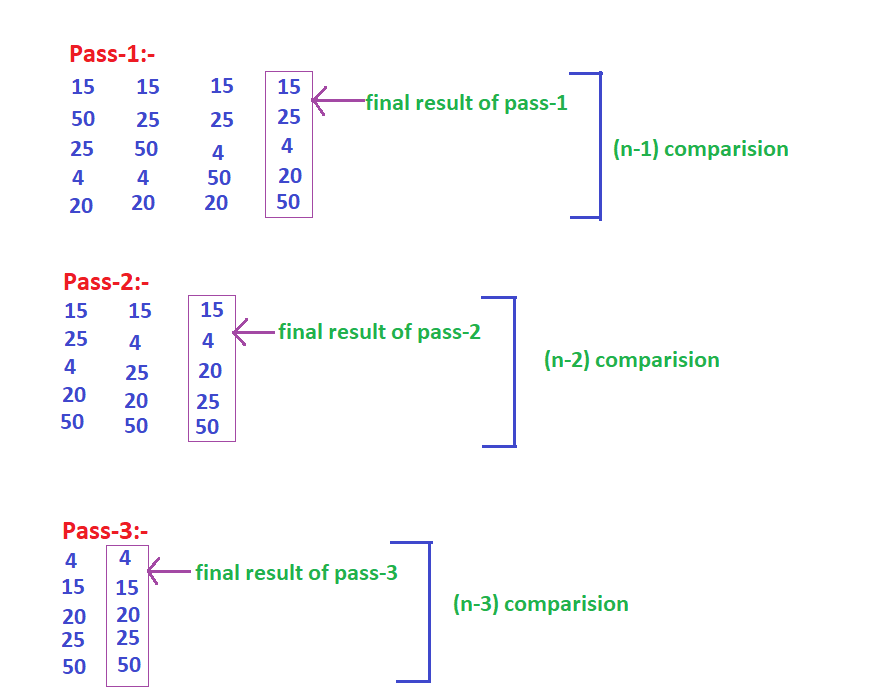 Pass-1:-
15 15 15 15
final result of pass-1
50 25 25 25
25 50 4 4
(n-1) comparision
4 4 50 20
20 20 20 50
Pass-2:-
15 15 15
25 4 4
final result of pass-2
4 25 20
(n-2) comparision
20 20 25
50 50 50
Pass-3:-
4 4
final result of pass-3
15 15
(n-3) comparision
20 20
25 25
50 50